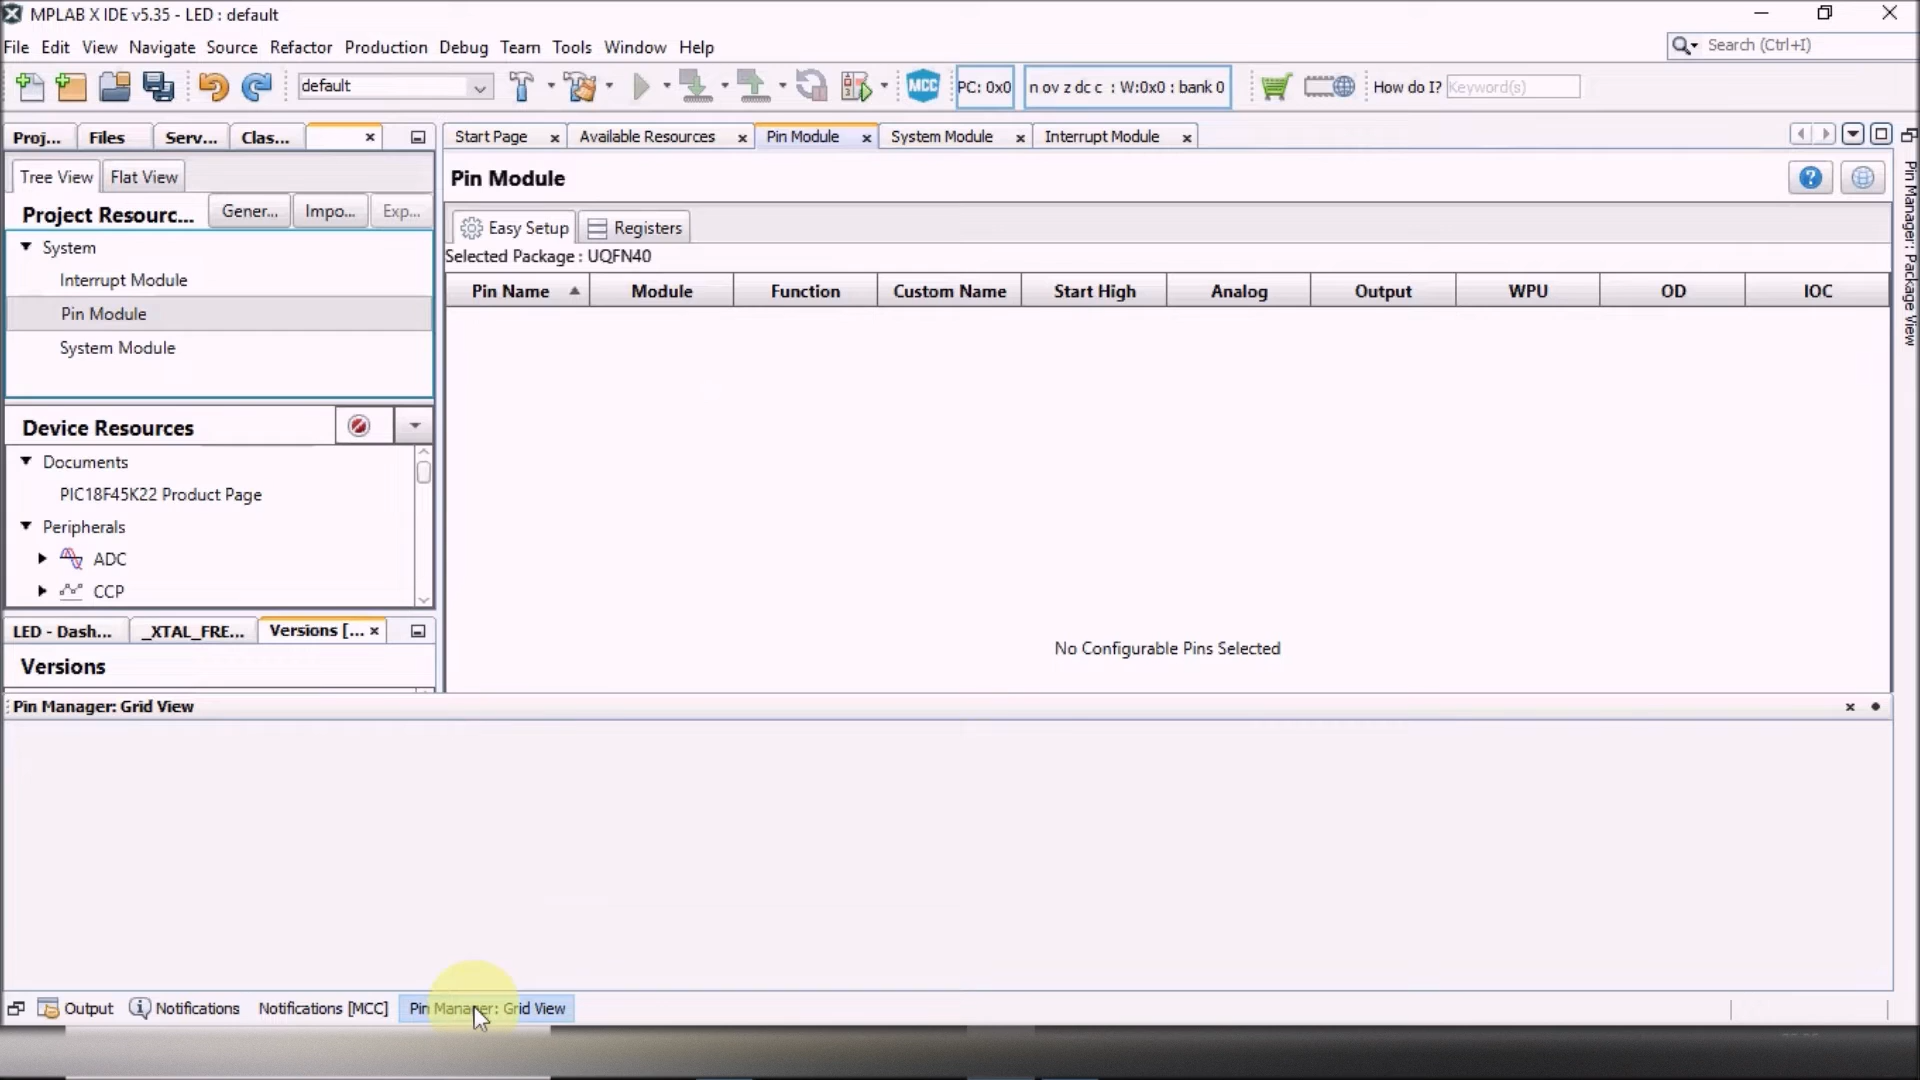 MPLAB X IDE v5.35 - LED : default
File Edit View Navigate Source Refactor Production Debug Team Tools Window Help
Search (Ctrl+I)
default
MCC
PC: 0x0
n ov z dc c : W:0x0 : bank 0
How do I? Keyword(s)
Proj... Files Serv... Clas...
Start Page Available Resources Pin Module System Module Interrupt Module
Tree View Flat View
Project Resourc... Gener... Impo... Exp...
System
Interrupt Module
Pin Module
System Module
Device Resources
Documents
PIC18F45K22 Product Page
Peripherals
ADC
CCP
LED - Dash... _XTAL_FRE... Versions [...
Versions
Pin Module
Easy Setup Registers
Selected Package : UQFN40
Pin Name Module Function Custom Name Start High Analog Output WPU OD IOC
No Configurable Pins Selected
Pin Manager: Package View
Pin Manager: Grid View
Output Notifications Notifications [MCC] Pin Manager: Grid View